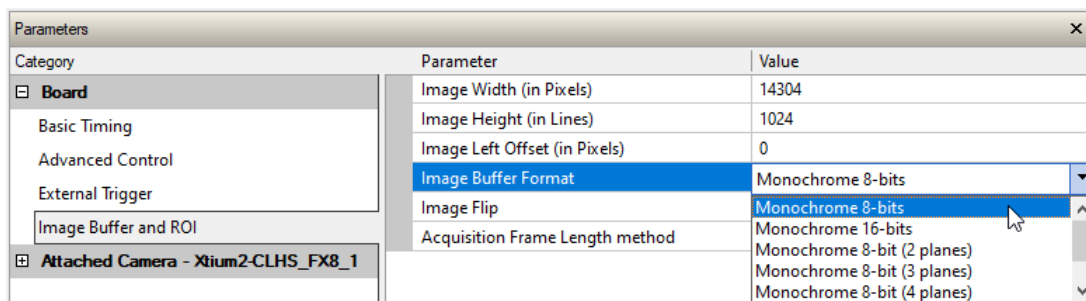 Parameters
Category Parameter Value
Board Image Width (in Pixels) 14304
Basic Timing Image Height (in Lines) 1024
Advanced Control Image Left Offset (in Pixels) 0
External Trigger Image Buffer Format Monochrome 8-bits
Image Buffer and ROI Image Flip Monochrome 8-bits
Acquisition Frame Length method Monochrome 16-bits
Attached Camera - Xtium2-CLHS_FX8_1 Monochrome 8-bit (2 planes)
Monochrome 8-bit (3 planes)
Monochrome 8-bit (4 planes)